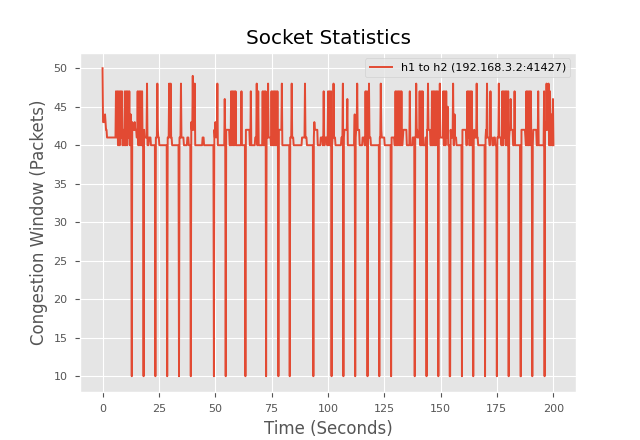 Socket Statistics
h1 to h2 (192.168.3.2:41427)
Congestion Window (Packets)
50
45
40
35
30
25
20
15
10
0 25 50 75 100 125 150 175 200
Time (Seconds)